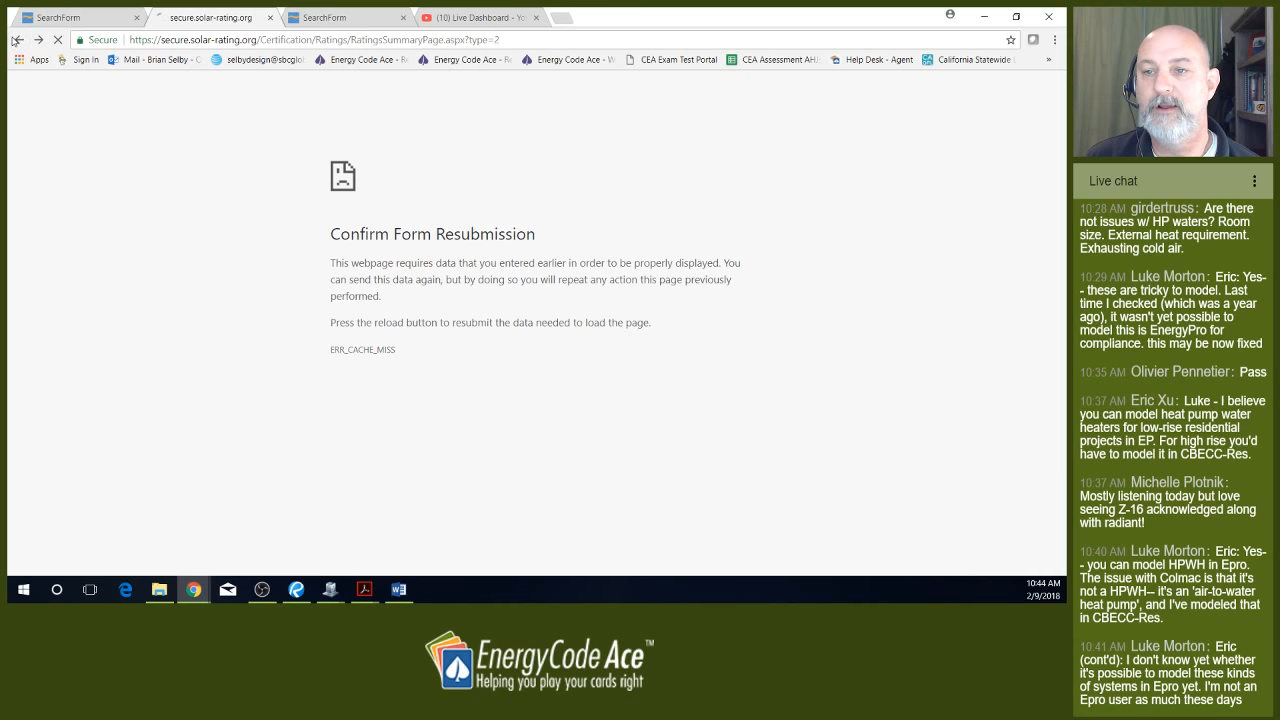 SearchForm
secure.solar-rating.org
SearchForm
(10) Live Dashboard - Yo
Secure
https://secure.solar-rating.org/Certification/Ratings/RatingsSummaryPage.aspx?type=2
Apps
Sign In
Mail - Brian Selby - C
selbydesign@sbcglo
Energy Code Ace - Re
Energy Code Ace - Re
Energy Code Ace - W
CEA Exam Test Portal
CEA Assessment AH
Help Desk - Agent
California Statewide
»
Confirm Form Resubmission
This webpage requires data that you entered earlier in order to be properly displayed. You
can send this data again, but by doing so you will repeat any action this page previously
performed.
Press the reload button to resubmit the data needed to load the page.
ERR_CACHE_MISS
10:44 AM
2/9/2018
EnergyCode Ace™
Helping you play your cards right
Live chat
10:28 AM girdertruss: Are there
not issues w/ HP waters? Room
size. External heat requirement.
Exhausting cold air.
10:29 AM Luke Morton: Eric: Yes-
- these are tricky to model. Last
time I checked (which was a year
ago), it wasn't yet possible to
model this is EnergyPro for
compliance. this may be now fixed
10:35 AM Olivier Pennetier: Pass
10:37 AM Eric Xu: Luke - I believe
you can model heat pump water
heaters for low-rise residential
projects in EP. For high rise you'd
have to model it in CBECC-Res.
10:37 AM Michelle Plotnik:
Mostly listening today but love
seeing Z-16 acknowledged along
with radiant!
10:40 AM Luke Morton: Eric: Yes-
- you can model HPWH in Epro.
The issue with Colmac is that it's
not a HPWH-- it's an 'air-to-water
heat pump', and I've modeled that
in CBECC-Res.
10:41 AM Luke Morton: Eric
(cont'd): I don't know yet whether
it's possible to model these kinds
of systems in Epro yet. I'm not an
Epro user as much these days